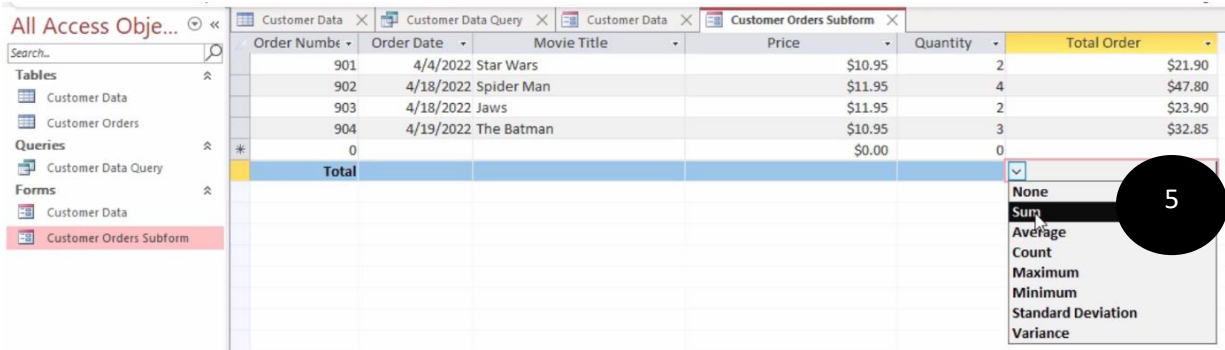 All Access Obje...
Search...
Tables
Customer Data
Customer Orders
Queries
Customer Data Query
Forms
Customer Data
Customer Orders Subform
Customer Data Customer Data Query Customer Data Customer Orders Subform
Order Numbe Order Date Movie Title Price Quantity Total Order
901 4/4/2022 Star Wars $10.95 2 $21.90
902 4/18/2022 Spider Man $11.95 4 $47.80
903 4/18/2022 Jaws $11.95 2 $23.90
904 4/19/2022 The Batman $10.95 3 $32.85
* 0 $0.00 0
Total
None
Sum
Average
Count
Maximum
Minimum
Standard Deviation
Variance
5